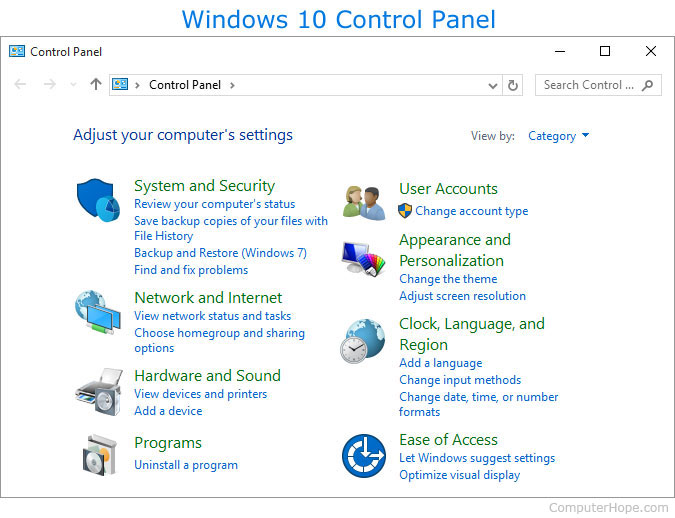 Windows 10 Control Panel
Control Panel
Control Panel
Search Control ...
Adjust your computer's settings
View by: Category
System and Security
Review your computer's status
Save backup copies of your files with
File History
Backup and Restore (Windows 7)
Find and fix problems
Network and Internet
View network status and tasks
Choose homegroup and sharing
options
Hardware and Sound
View devices and printers
Add a device
Programs
Uninstall a program
User Accounts
Change account type
Appearance and
Personalization
Change the theme
Adjust screen resolution
Clock, Language, and
Region
Add a language
Change input methods
Change date, time, or number
formats
Ease of Access
Let Windows suggest settings
Optimize visual display
ComputerHope.com